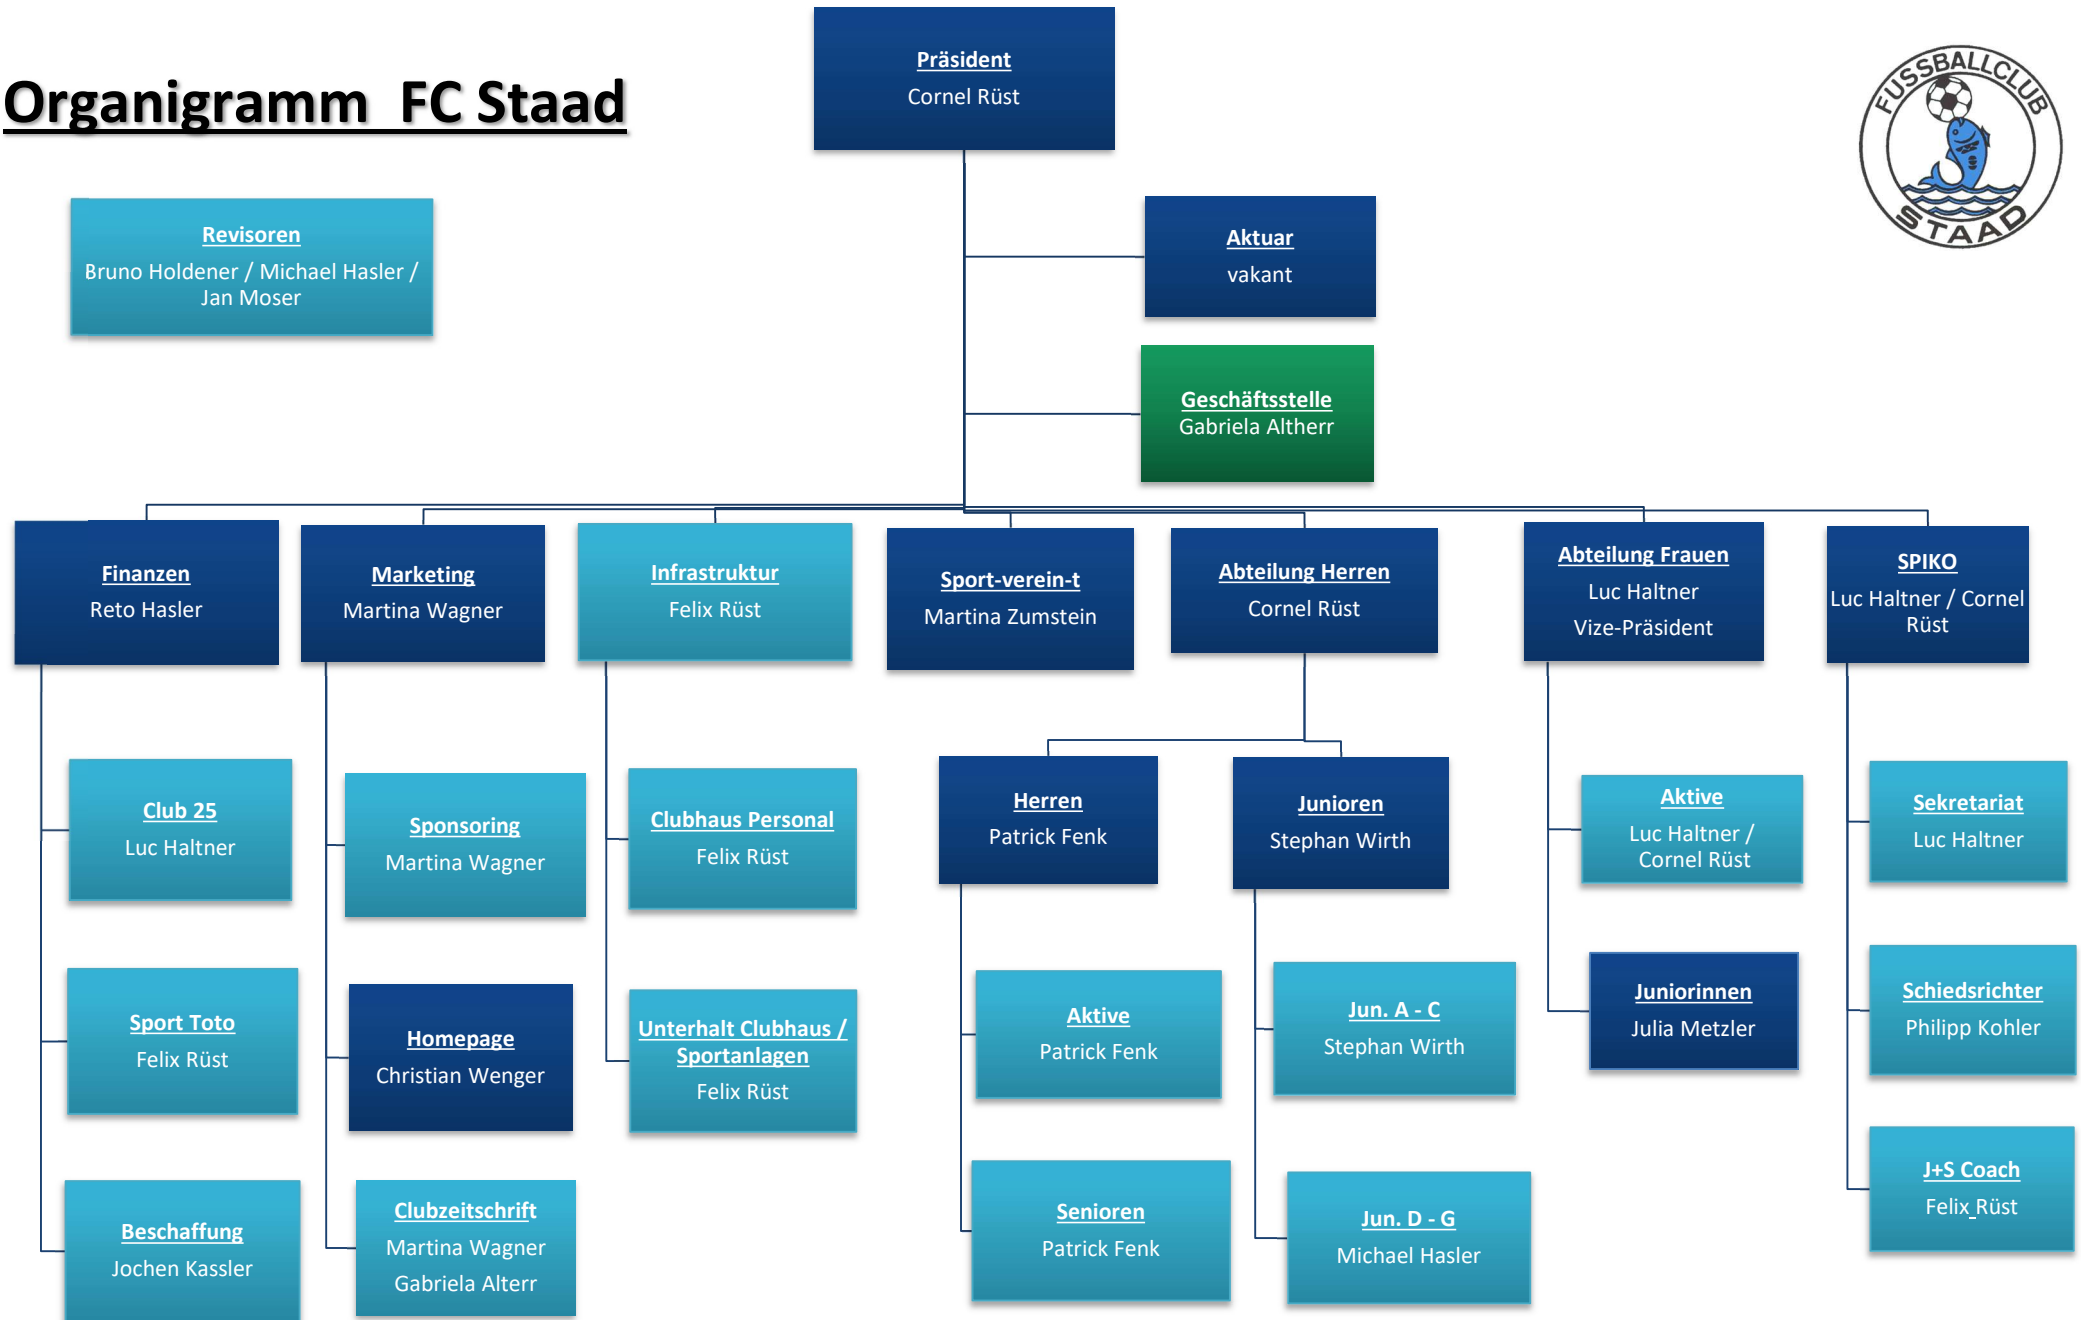 Organigramm FC Staad
Präsident
Cornel Rüst
FUSSBALLCLUB
STAAD
Revisoren
Bruno Holdener / Michael Hasler /
Jan Moser
Aktuar
vakant
Geschäftsstelle
Gabriela Altherr
Finanzen
Reto Hasler
Marketing
Martina Wagner
Infrastruktur
Felix Rüst
Sport-verein-t
Martina Zumstein
Abteilung Herren
Cornel Rüst
Abteilung Frauen
Luc Haltner
Vize-Präsident
SPIKO
Luc Haltner / Cornel
Rüst
Club 25
Luc Haltner
Sponsoring
Martina Wagner
Clubhaus Personal
Felix Rüst
Herren
Patrick Fenk
Junioren
Stephan Wirth
Aktive
Luc Haltner /
Cornel Rüst
Sekretariat
Luc Haltner
Sport Toto
Felix Rüst
Homepage
Christian Wenger
Unterhalt Clubhaus /
Sportanlagen
Felix Rüst
Aktive
Patrick Fenk
Jun. A - C
Stephan Wirth
Juniorinnen
Julia Metzler
Schiedsrichter
Philipp Kohler
Beschaffung
Jochen Kassler
Clubzeitschrift
Martina Wagner
Gabriela Alterr
Senioren
Patrick Fenk
Jun. D - G
Michael Hasler
J+S Coach
Felix Rüst